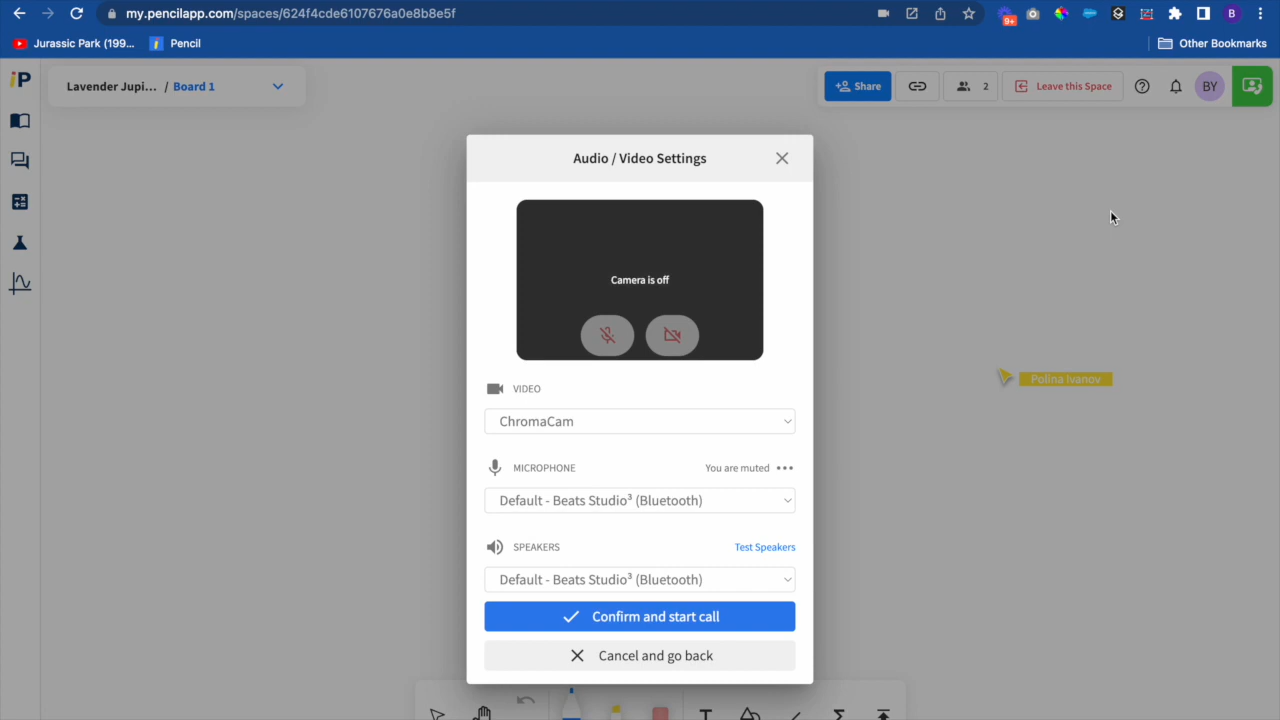 my.pencilapp.com/spaces/624f4cde6107676a0e8b8e5f
9+
B
Jurassic Park (199...
Pencil
Other Bookmarks
iP
Lavender Jupi... / Board 1
Share
2
Leave this Space
BY
Audio / Video Settings
Camera is off
Polina Ivanov
VIDEO
ChromaCam
MICROPHONE
You are muted
Default - Beats Studio³ (Bluetooth)
SPEAKERS
Test Speakers
Default - Beats Studio³ (Bluetooth)
Confirm and start call
Cancel and go back